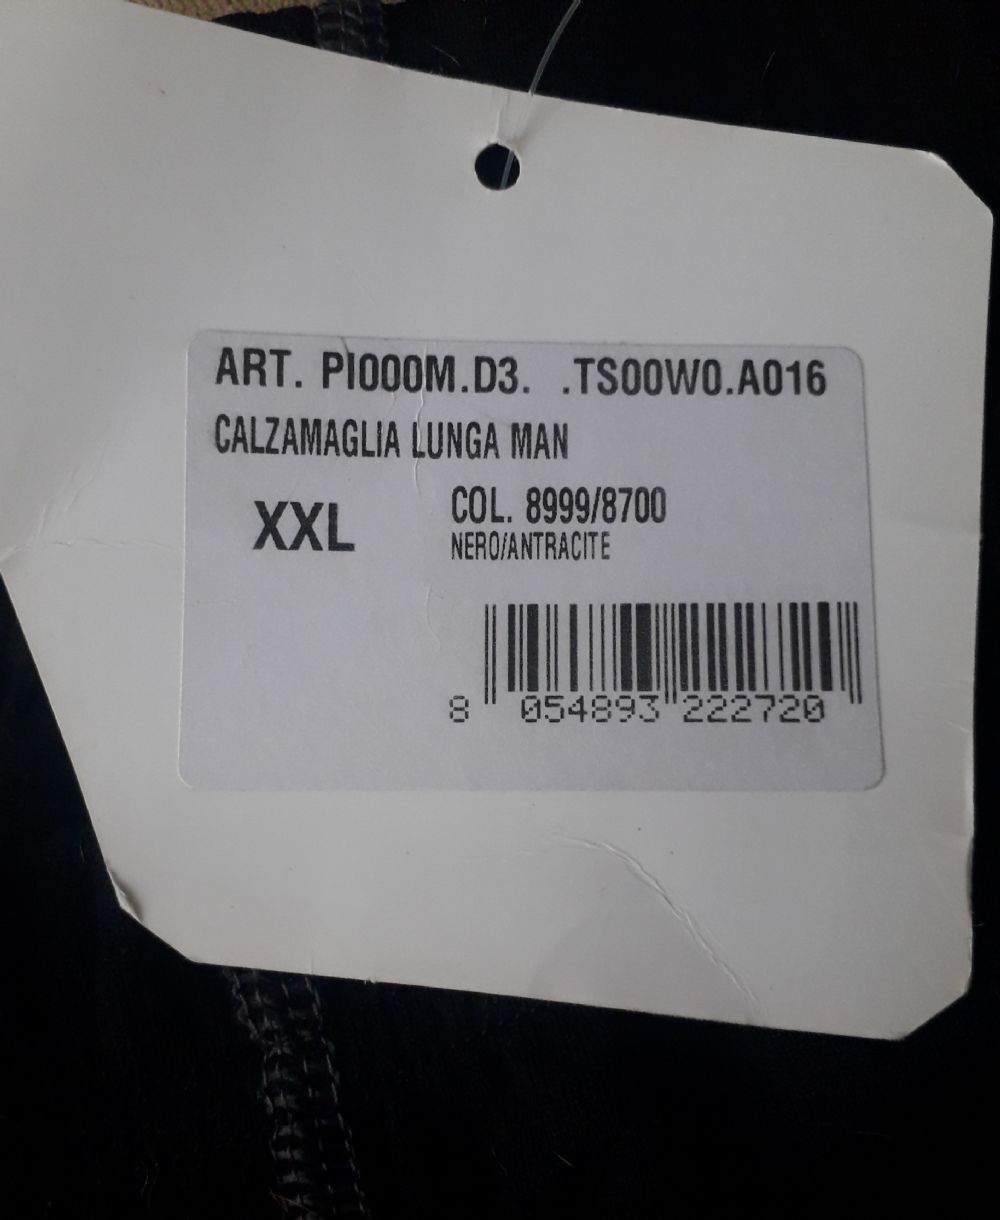 ART. PI000M.D3. .TS00W0.A016
CALZAMAGLIA LUNGA MAN
XXL
COL. 8999/8700
NERO/ANTRACITE
8 054893 222720